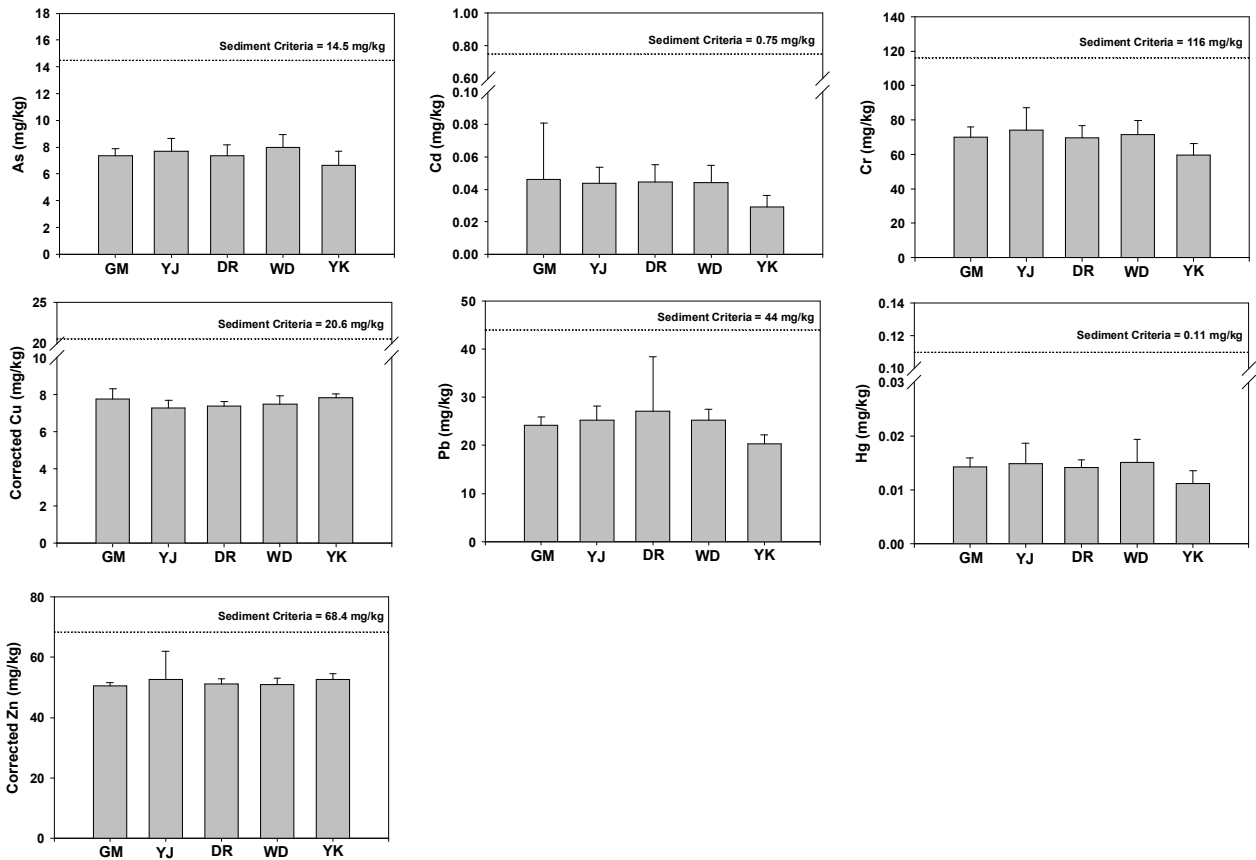 18
16
14
12
10
8
6
4
2
0
As (mg/kg)
Sediment Criteria = 14.5 mg/kg
GM YJ DR WD YK
1.00
0.80
0.60
0.10
0.08
0.06
0.04
0.02
0.00
Cd (mg/kg)
Sediment Criteria = 0.75 mg/kg
GM YJ DR WD YK
140
120
100
80
60
40
20
0
Cr (mg/kg)
Sediment Criteria = 116 mg/kg
GM YJ DR WD YK
25
20
10
8
6
4
2
0
Corrected Cu (mg/kg)
Sediment Criteria = 20.6 mg/kg
GM YJ DR WD YK
50
40
30
20
10
0
Pb (mg/kg)
Sediment Criteria = 44 mg/kg
GM YJ DR WD YK
0.14
0.12
0.10
0.03
0.02
0.01
0.00
Hg (mg/kg)
Sediment Criteria = 0.11 mg/kg
GM YJ DR WD YK
80
60
40
20
0
Corrected Zn (mg/kg)
Sediment Criteria = 68.4 mg/kg
GM YJ DR WD YK